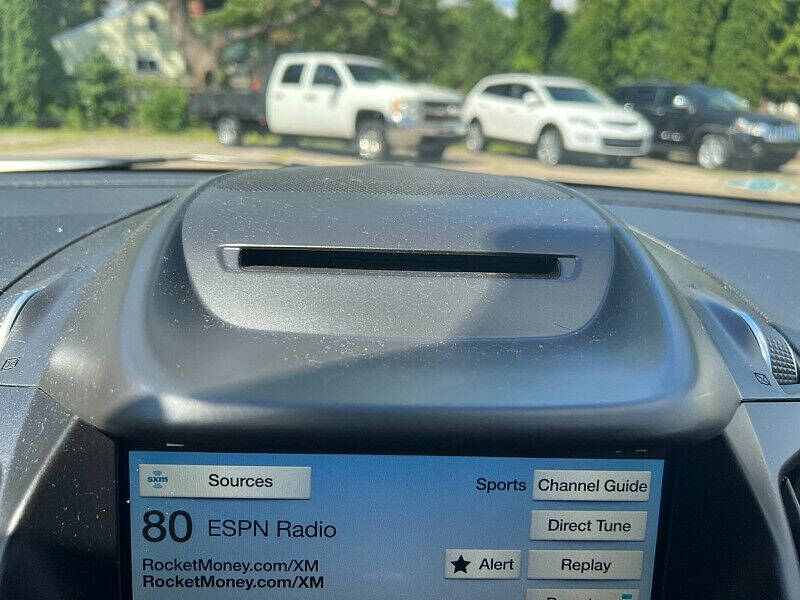 sxm
Sources
Sports
Channel Guide
80 ESPN Radio
Direct Tune
RocketMoney.com/XM
RocketMoney.com/XM
Alert
Replay